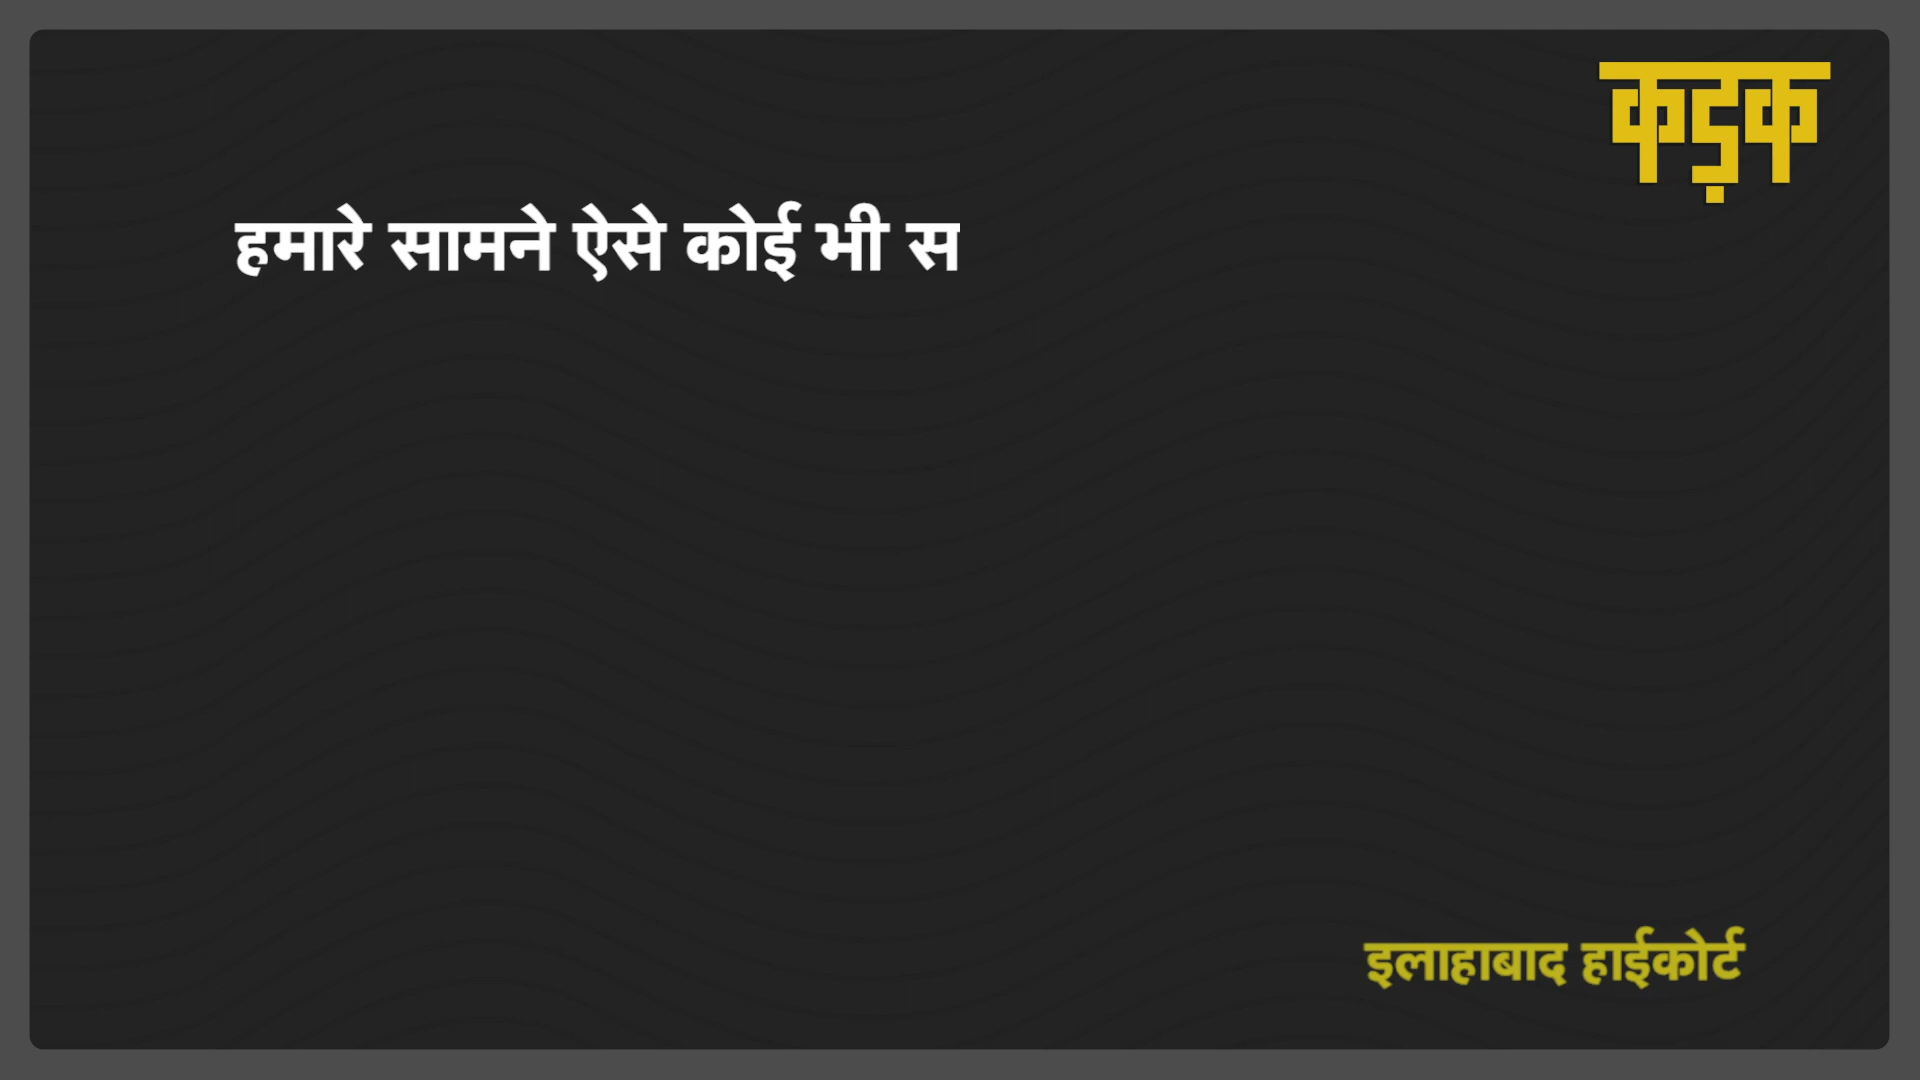 कड़क
हमारे सामने ऐसे कोई भी स
इलाहाबाद हाईकोर्ट